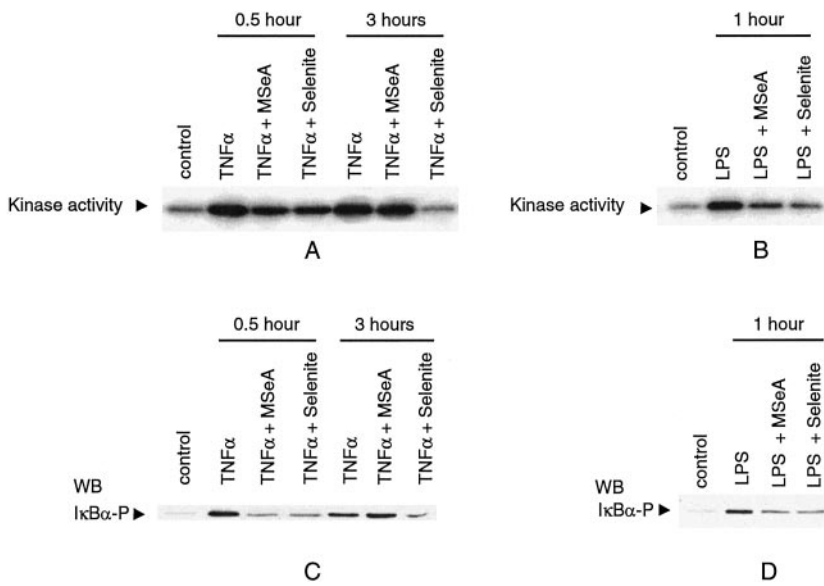 0.5 hour
3 hours
control
TNFα
TNFα + MSeA
TNFα + Selenite
TNFα
TNFα + MSeA
TNFα + Selenite
Kinase activity ►
A
1 hour
control
LPS
LPS + MSeA
LPS + Selenite
Kinase activity ►
B
0.5 hour
3 hours
control
TNFα
TNFα + MSeA
TNFα + Selenite
TNFα
TNFα + MSeA
TNFα + Selenite
WB
IκBα-P ►
C
1 hour
control
LPS
LPS + MSeA
LPS + Selenite
WB
IκBα-P ►
D